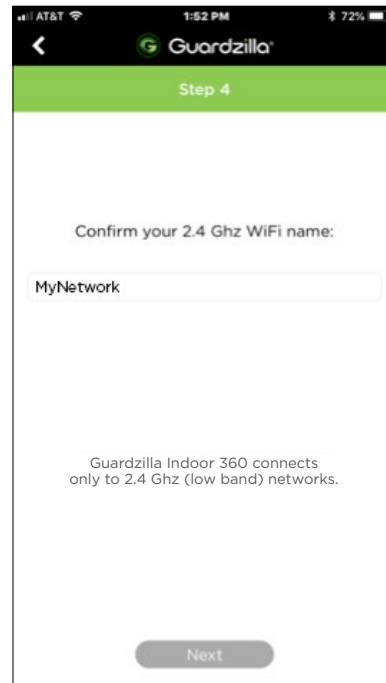 AT&T 1:52 PM 72%
Guardzilla
Step 4
Confirm your 2.4 Ghz WiFi name:
MyNetwork
Guardzilla Indoor 360 connects
only to 2.4 Ghz (low band) networks.
Next